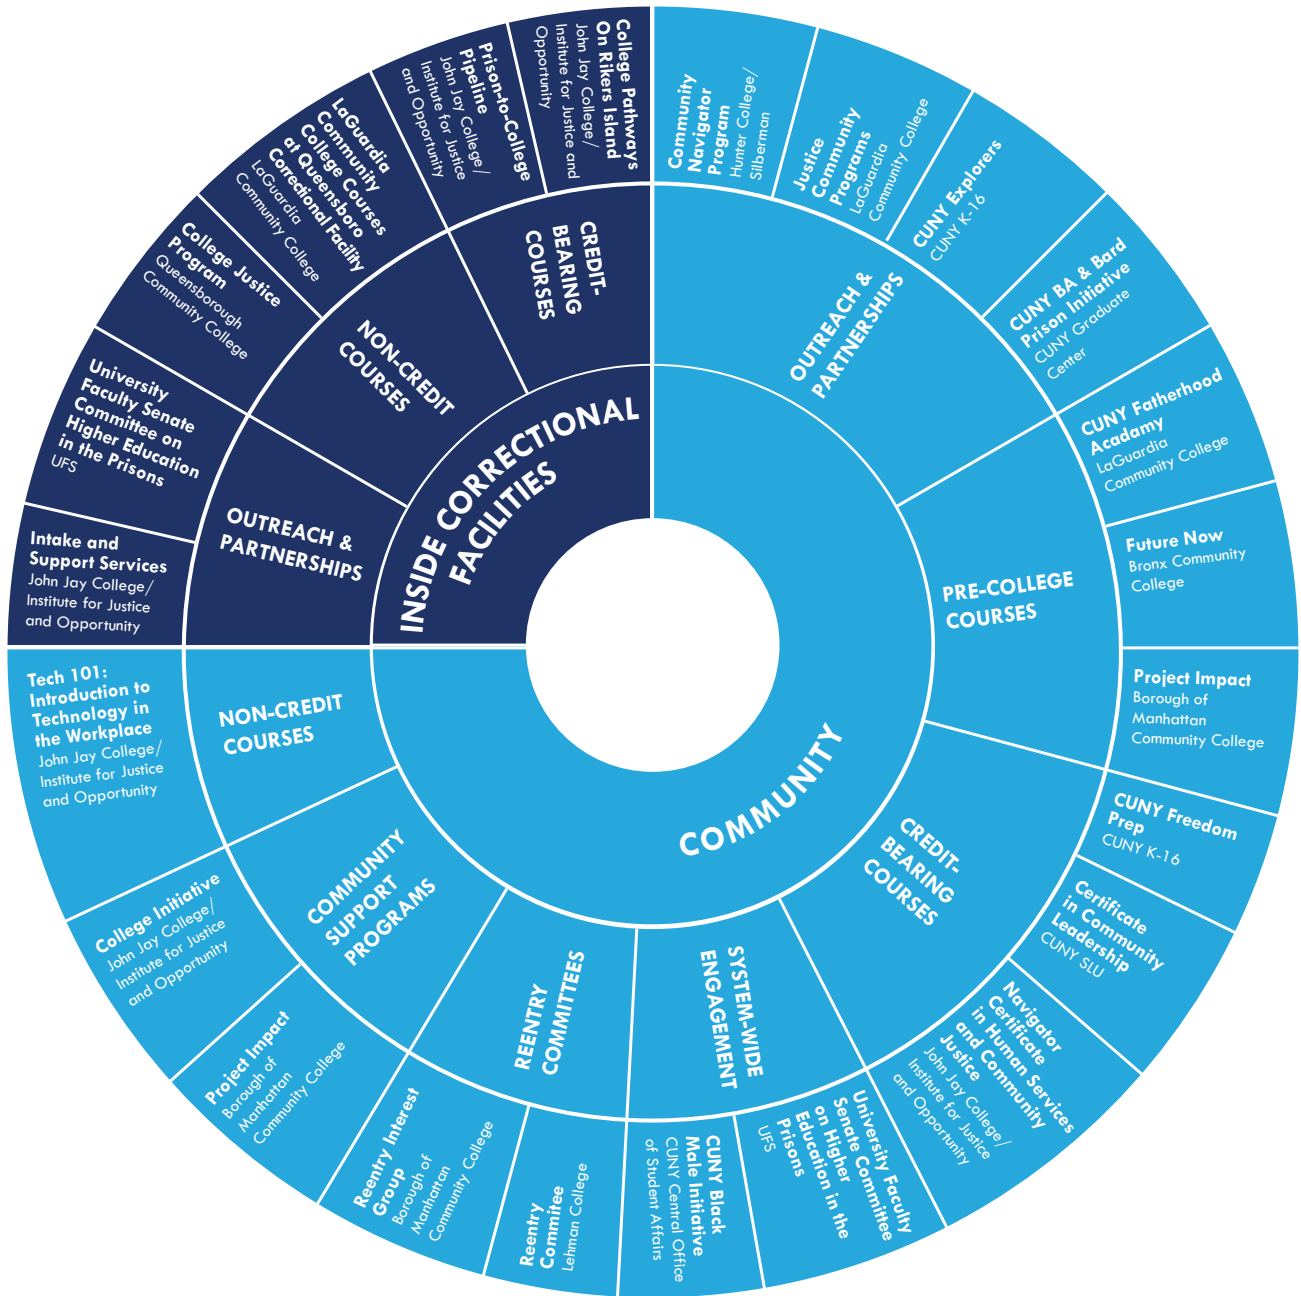 INSIDE CORRECTIONAL
FACILITIES
COMMUNITY
OUTREACH &
PARTNERSHIPS
Community
Navigator
Program
Hunter College/
Silberman
Justice
Community
Programs
LaGuardia
Community College
CUNY Explorers
CUNY K-16
CUNY BA & Bard
Prison Initiative
CUNY Graduate
Center
PRE-COLLEGE
COURSES
CUNY Fatherhood
Acadamy
LaGuardia
Community College
Future Now
Bronx Community
College
Project Impact
Borough of
Manhattan
Community College
CREDIT-
BEARING
COURSES
CUNY Freedom
Prep
CUNY K-16
Certificate
in Community
Leadership
CUNY SLU
Navigator
Certificate
in Human Services
and Community
Justice
John Jay College/
Institute for Justice
and Opportunity
SYSTEM-WIDE
ENGAGEMENT
University Faculty
Senate Committee
on Higher
Education in the
Prisons
UFS
CUNY Black
Male Initiative
CUNY Central Office
of Student Affairs
REENTRY
COMMITTEES
Reentry
Commitee
Lehman College
Reentry Interest
Group
Borough of
Manhattan
Community College
COMMUNITY
SUPPORT
PROGRAMS
Project Impact
Borough of
Manhattan
Community College
College Initiative
John Jay College/
Institute for Justice
and Opportunity
NON-CREDIT
COURSES
Tech 101:
Introduction to
Technology in
the Workplace
John Jay College/
Institute for Justice
and Opportunity
OUTREACH &
PARTNERSHIPS
Intake and
Support Services
John Jay College/
Institute for Justice
and Opportunity
University
Faculty Senate
Committee on
Higher Education
in the Prisons
UFS
NON-CREDIT
COURSES
College Justice
Program
Queensborough
Community College
LaGuardia
Community
College Courses
at Queensboro
Correctional Facility
LaGuardia
Community College
CREDIT-
BEARING
COURSES
Prison-to-College
Pipeline
John Jay College/
Institute for Justice
and Opportunity
College Pathways
On Rikers Island
John Jay College/
Institute for Justice and
Opportunity